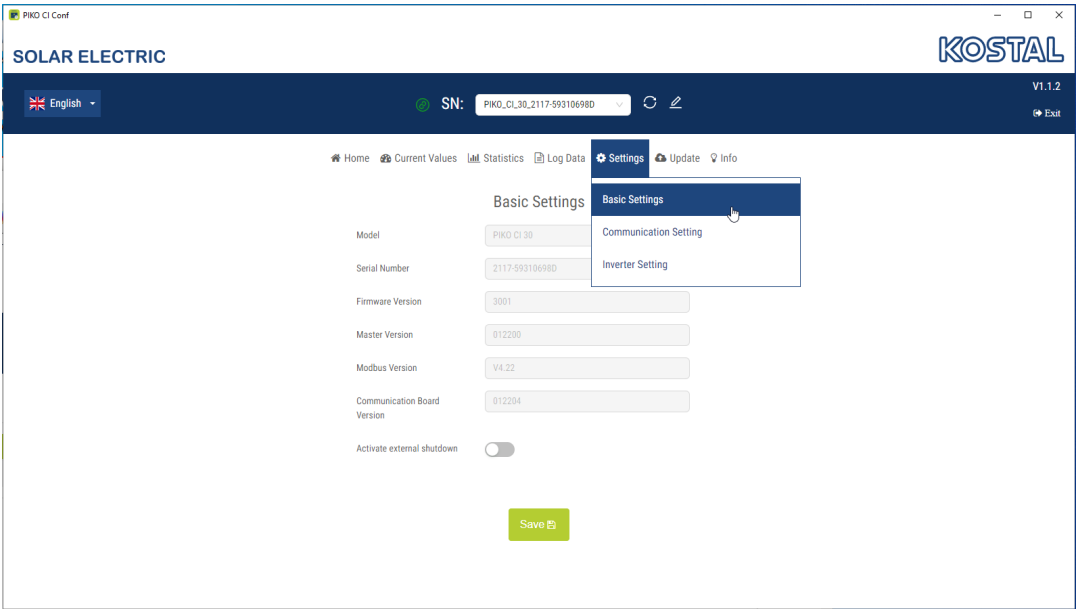 PIKO CI Conf
SOLAR ELECTRIC
KOSTAL
V1.1.2
English
SN:
PIKO_CI_30_2117-59310698D
Exit
Home Current Values Statistics Log Data Settings Update Info
Basic Settings
Basic Settings
Communication Setting
Inverter Setting
Model
PIKO CI 30
Serial Number
2117-59310698D
Firmware Version
3001
Master Version
012200
Modbus Version
V4.22
Communication Board
Version
012204
Activate external shutdown
Save